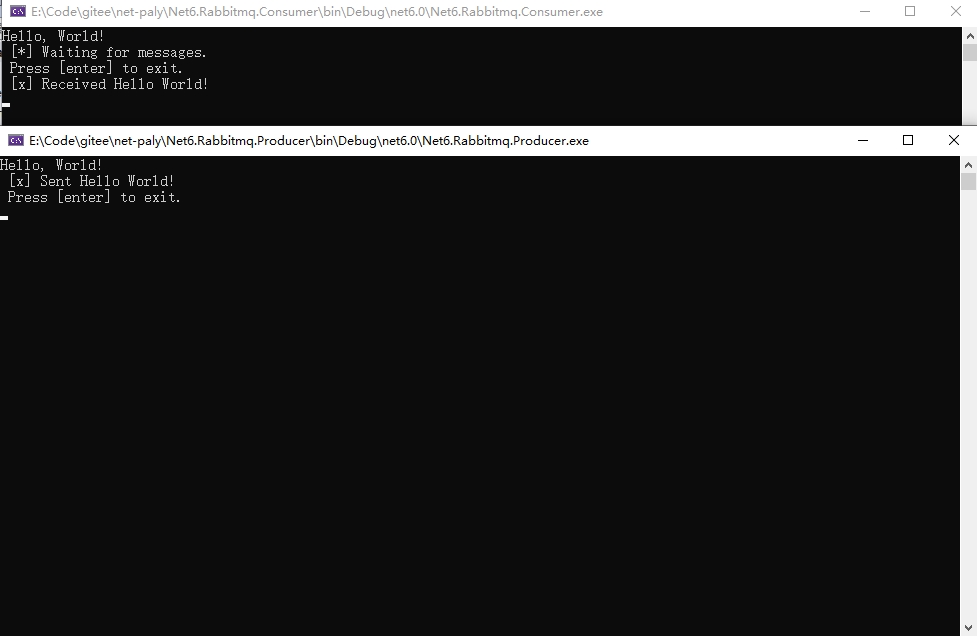 E:\Code\gitee\net-paly\Net6.Rabbitmq.Consumer\bin\Debug\net6.0\Net6.Rabbitmq.Consumer.exe
Hello, World!
[*] Waiting for messages.
Press [enter] to exit.
[x] Received Hello World!
E:\Code\gitee\net-paly\Net6.Rabbitmq.Producer\bin\Debug\net6.0\Net6.Rabbitmq.Producer.exe
Hello, World!
[x] Sent Hello World!
Press [enter] to exit.